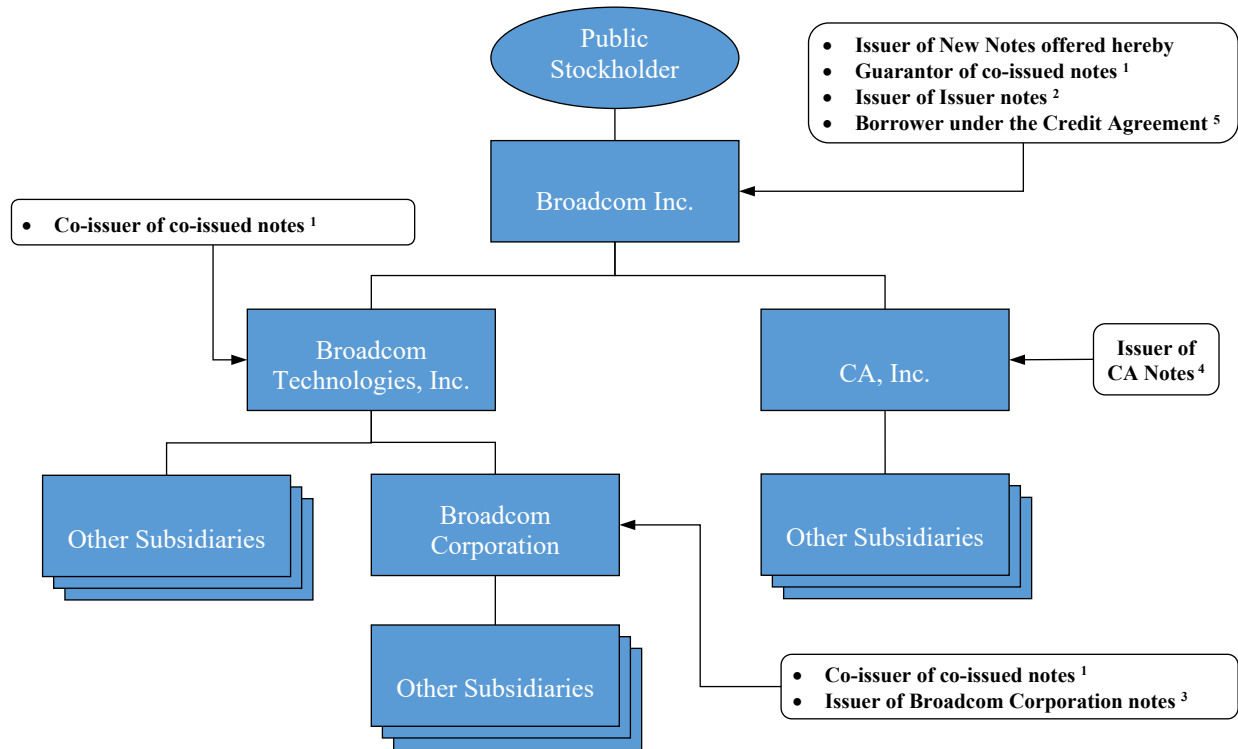 Public
Stockholder
• Issuer of New Notes offered hereby
• Guarantor of co-issued notes ¹
• Issuer of Issuer notes ²
• Borrower under the Credit Agreement ⁵
Broadcom Inc.
• Co-issuer of co-issued notes ¹
Broadcom
Technologies, Inc.
CA, Inc.
Issuer of
CA Notes ⁴
Other Subsidiaries
Broadcom
Corporation
Other Subsidiaries
Other Subsidiaries
• Co-issuer of co-issued notes ¹
• Issuer of Broadcom Corporation notes ³